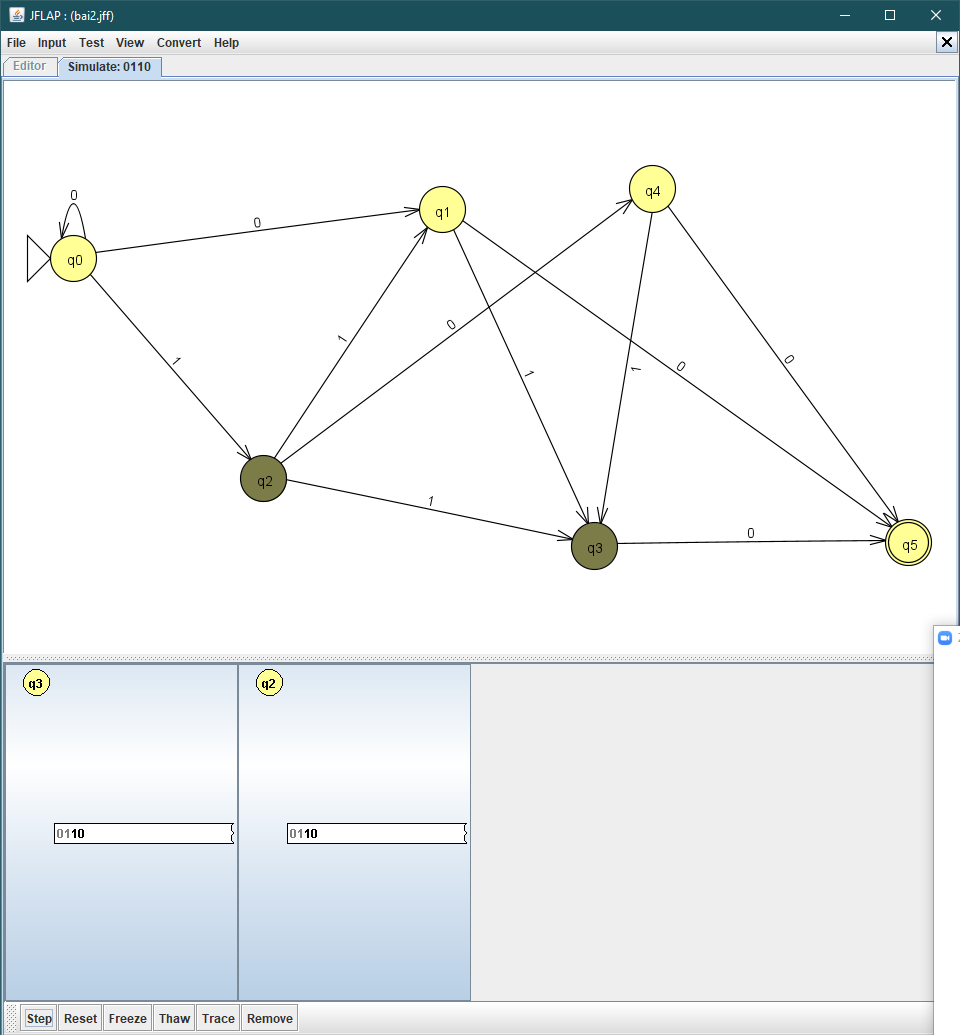 JFLAP : (bai2.jff)
File Input Test View Convert Help
Editor Simulate: 0110
0
q4
q1
0
q0
1
0
1
1
1
0
0
q2
1
q3
0
q5
q3 q2
0110 0110
Step Reset Freeze Thaw Trace Remove